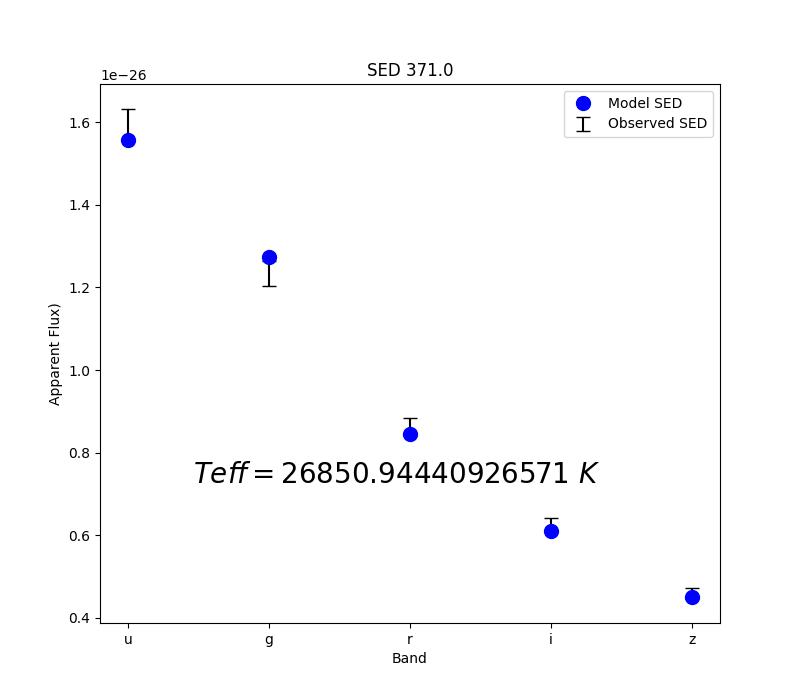 SED 371.0
1e−26
Model SED
Observed SED
1.6
1.4
1.2
1.0
0.8
0.6
0.4
Apparent Flux)
Teff = 26850.94440926571 K
u g r i z
Band